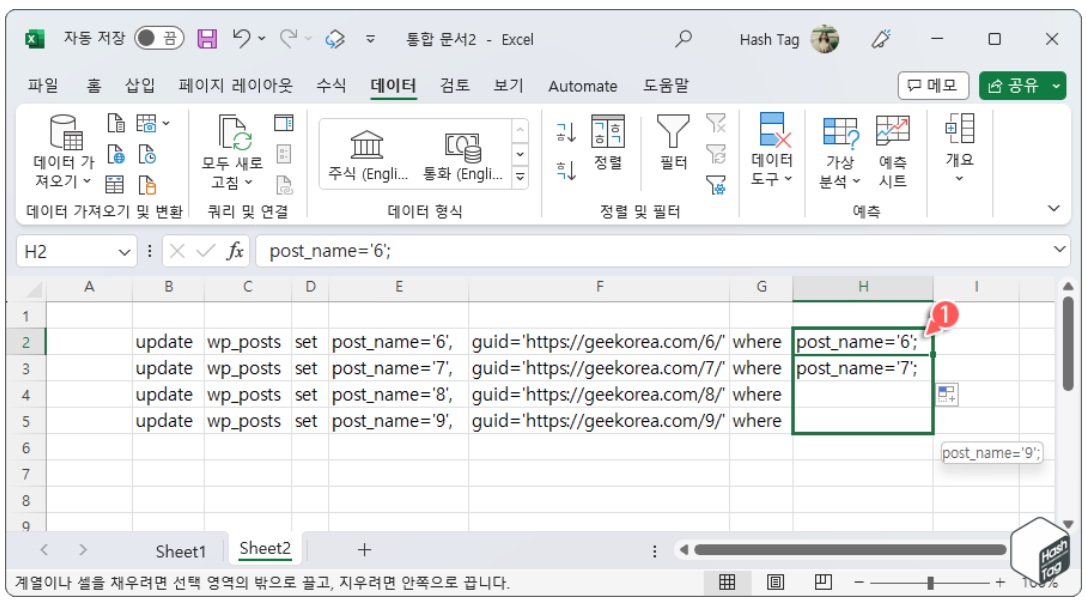 자동 저장 끔 통합 문서2 - Excel Hash Tag
파일 홈 삽입 페이지 레이아웃 수식 데이터 검토 보기 Automate 도움말 메모 공유
데이터 가져오기 모두 새로 고침 주식 (Engli... 통화 (Engli... 정렬 필터 데이터 도구 가상 분석 예측 시트 개요
데이터 가져오기 및 변환 쿼리 및 연결 데이터 형식 정렬 및 필터 예측
H2 fx post_name='6';
A B C D E F G H I
1 1
2 update wp_posts set post_name='6', guid='https://geekorea.com/6/' where post_name='6';
3 update wp_posts set post_name='7', guid='https://geekorea.com/7/' where post_name='7';
4 update wp_posts set post_name='8', guid='https://geekorea.com/8/' where
5 update wp_posts set post_name='9', guid='https://geekorea.com/9/' where
6 post_name='9';
7
8
9
Sheet1 Sheet2
계열이나 셀을 채우려면 선택 영역의 밖으로 끌고, 지우려면 안쪽으로 끕니다.
Hash
Tag